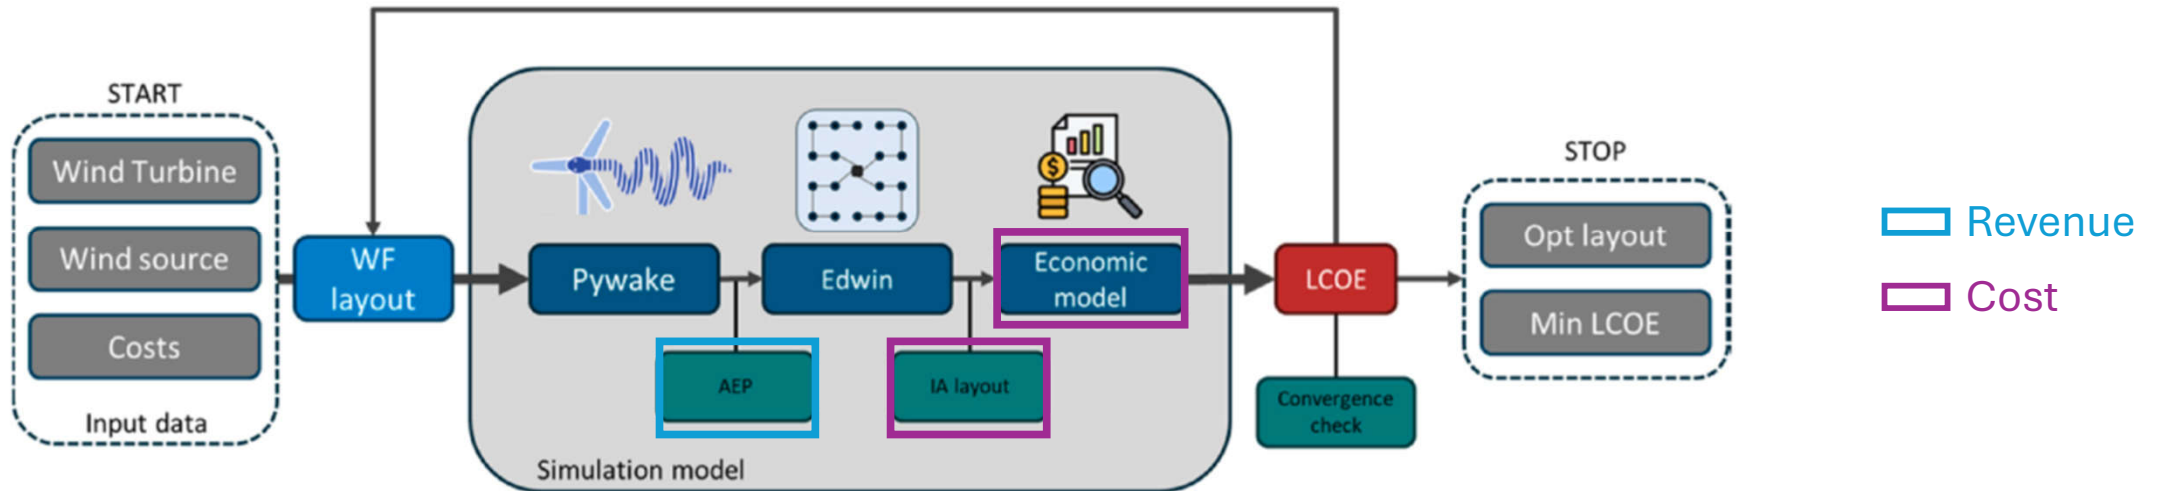 START
Wind Turbine
Wind source
Costs
Input data
WF
layout
Pywake
Edwin
$
Economic
model
AEP
IA layout
Simulation model
LCOE
Convergence
check
STOP
Opt layout
Min LCOE
Revenue
Cost